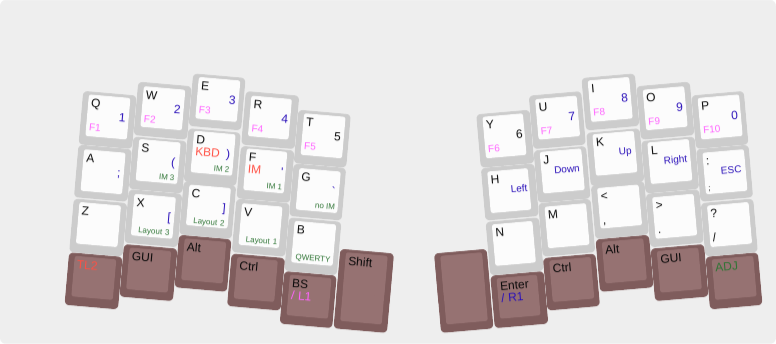 Q 1
F1
W 2
F2
E 3
F3
R 4
F4
T 5
F5
Y 6
F6
U 7
F7
I 8
F8
O 9
F9
P 0
F10
A ;
S (
IM 3
D
KBD )
IM 2
F '
IM
IM 1
G `
no IM
H Left
J Down
K Up
L Right
: ESC
;
Z
X [
Layout 3
C ]
Layout 2
V
Layout 1
B
QWERTY
N
M
<
,
>
.
?
/
TL2
GUI
Alt
Ctrl
BS
/ L1
Shift
Enter
/ R1
Ctrl
Alt
GUI
ADJ